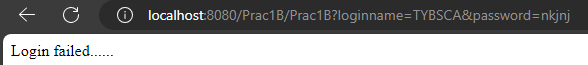 localhost:8080/Prac1B/Prac1B?loginname=TYBSCA&password=nkjnj
Login failed......